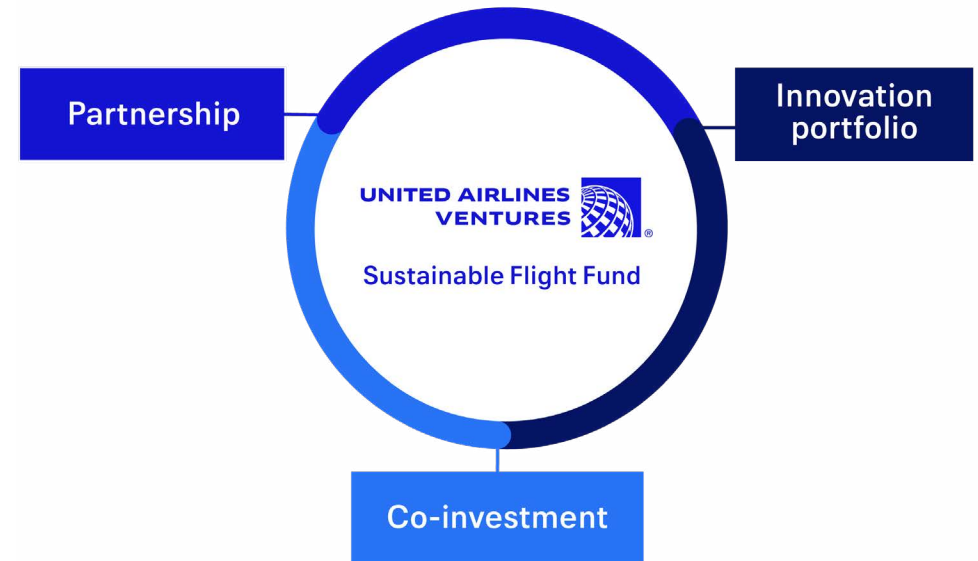 Partnership
Innovation
portfolio
UNITED AIRLINES
VENTURES
®
Sustainable Flight Fund
Co-investment